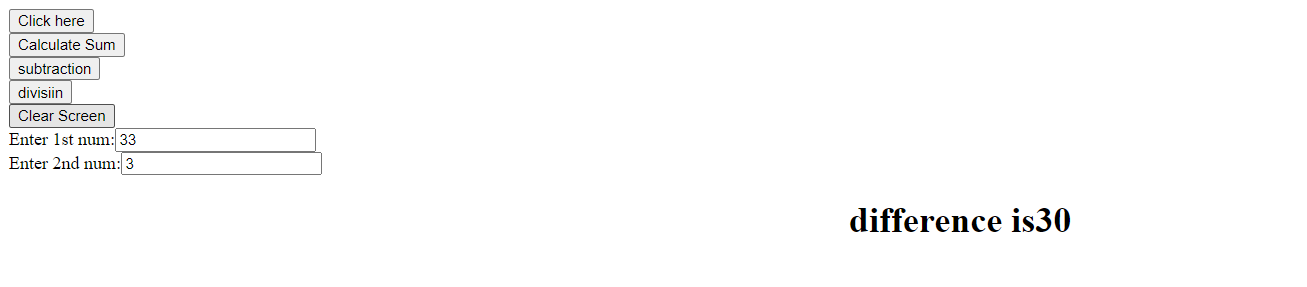 Click here
Calculate Sum
subtraction
divisiin
Clear Screen
Enter 1st num: 33
Enter 2nd num: 3
difference is30